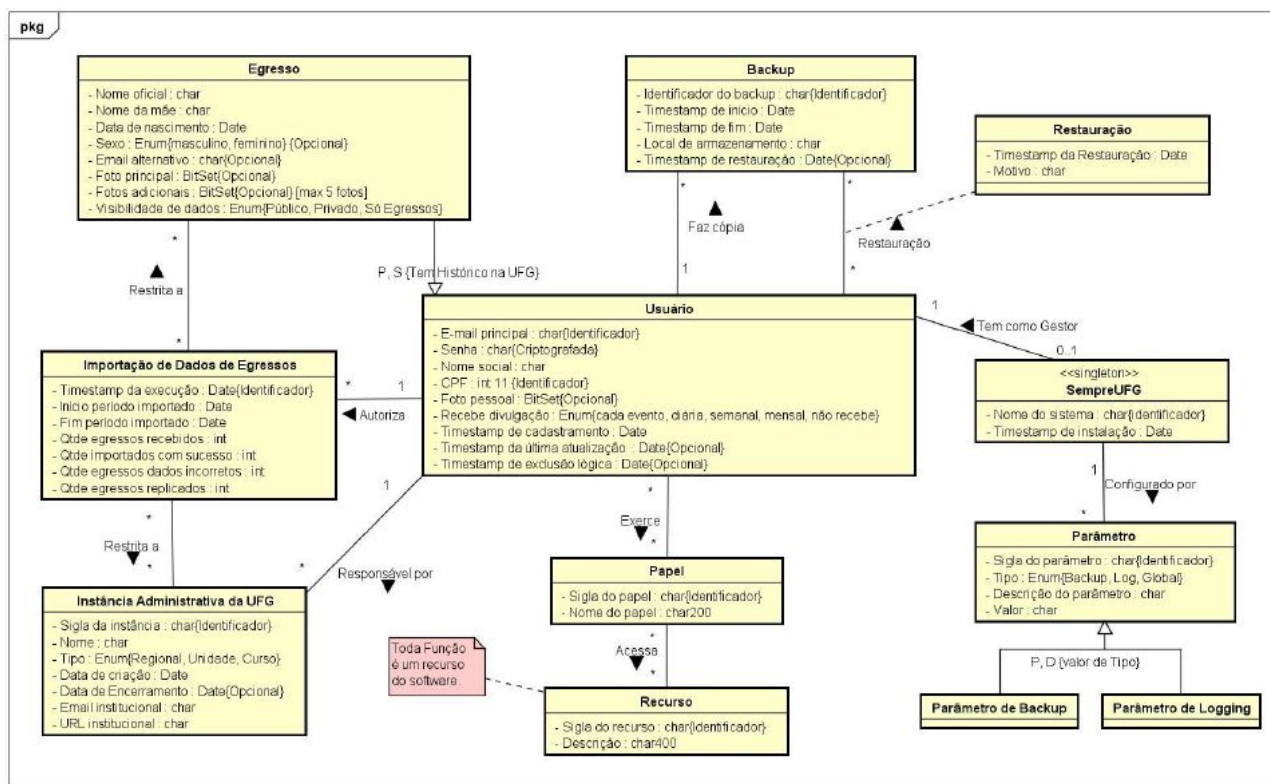 pkg
Egresso
- Nome oficial : char
- Nome da mãe : char
- Data de nascimento : Date
- Sexo : Enum{masculino, feminino} {Opcional}
- Email alternativo : char{Opcional}
- Foto principal : BitSet{Opcional}
- Fotos adicionais : BitSet{Opcional} [max 5 fotos]
- Visibilidade de dados : Enum{Público, Privado, Só Egressos}
Backup
- Identificador do backup : char{Identificador}
- Timestamp de início : Date
- Timestamp de fim : Date
- Local de armazenamento : char
- Timestamp de restauração : Date{Opcional}
Restauração
- Timestamp da Restauração : Date
- Motivo : char
*
*
*
Faz cópia
Restauração
Restrita a
P, S {Tem Histórico na UFG}
1
*
*
Usuário
- E-mail principal : char{Identificador}
- Senha : char{Criptografada}
- Nome social : char
- CPF : int 11 {Identificador}
- Foto pessoal : BitSet{Opcional}
- Recebe divulgação : Enum{cada evento, diária, semanal, mensal, não recebe}
- Timestamp de cadastramento : Date
- Timestamp da última atualização : Date{Opcional}
- Timestamp de exclusão lógica : Date{Opcional}
1
Tem como Gestor
0..1
Importação de Dados de Egressos
- Timestamp da execução : Date{Identificador}
- Início período importado : Date
- Fim período importado : Date
- Qtde egressos recebidos : int
- Qtde importados com sucesso : int
- Qtde egressos dados incorretos : int
- Qtde egressos replicados : int
*
1
Autoriza
<<singleton>>
SempreUFG
- Nome do sistema : char{identificador}
- Timestamp de instalação : Date
1
Configurado por
*
1
*
Restrita a
*
*
Responsável por
*
Exerce
*
Papel
- Sigla do papel : char{Identificador}
- Nome do papel : char200
Parâmetro
- Sigla do parâmetro : char{Identificador}
- Tipo : Enum{Backup, Log, Global}
- Descrição do parâmetro : char
- Valor : char
Instância Administrativa da UFG
- Sigla da instância : char{Identificador}
- Nome : char
- Tipo : Enum{Regional, Unidade, Curso}
- Data de criação : Date
- Data de Encerramento : Date{Opcional}
- Email institucional : char
- URL institucional : char
Toda Função
é um recurso
do software.
*
Acessa
*
Recurso
- Sigla do recurso : char{Identificador}
- Descrição : char400
P, D {valor de Tipo}
Parâmetro de Backup
Parâmetro de Logging